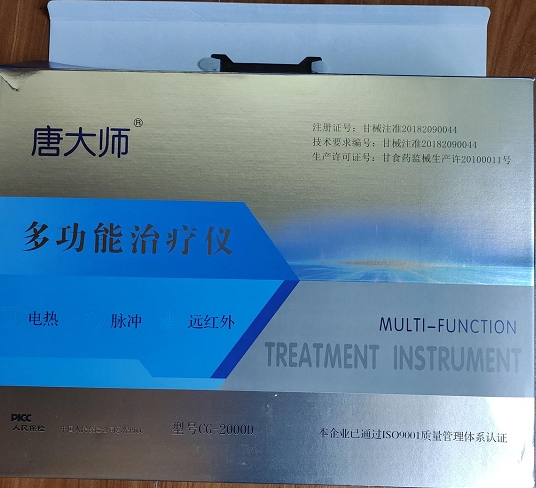 唐大师®
注册证号：甘械注准20182090044
技术要求编号：甘械注准20182090044
生产许可证号：甘食药监械生产许20100011号
多功能治疗仪
电热 脉冲 远红外
MULTI-FUNCTION
TREATMENT INSTRUMENT
PICC
人民保险
型号CG-2000D
本企业已通过ISO9001质量管理体系认证